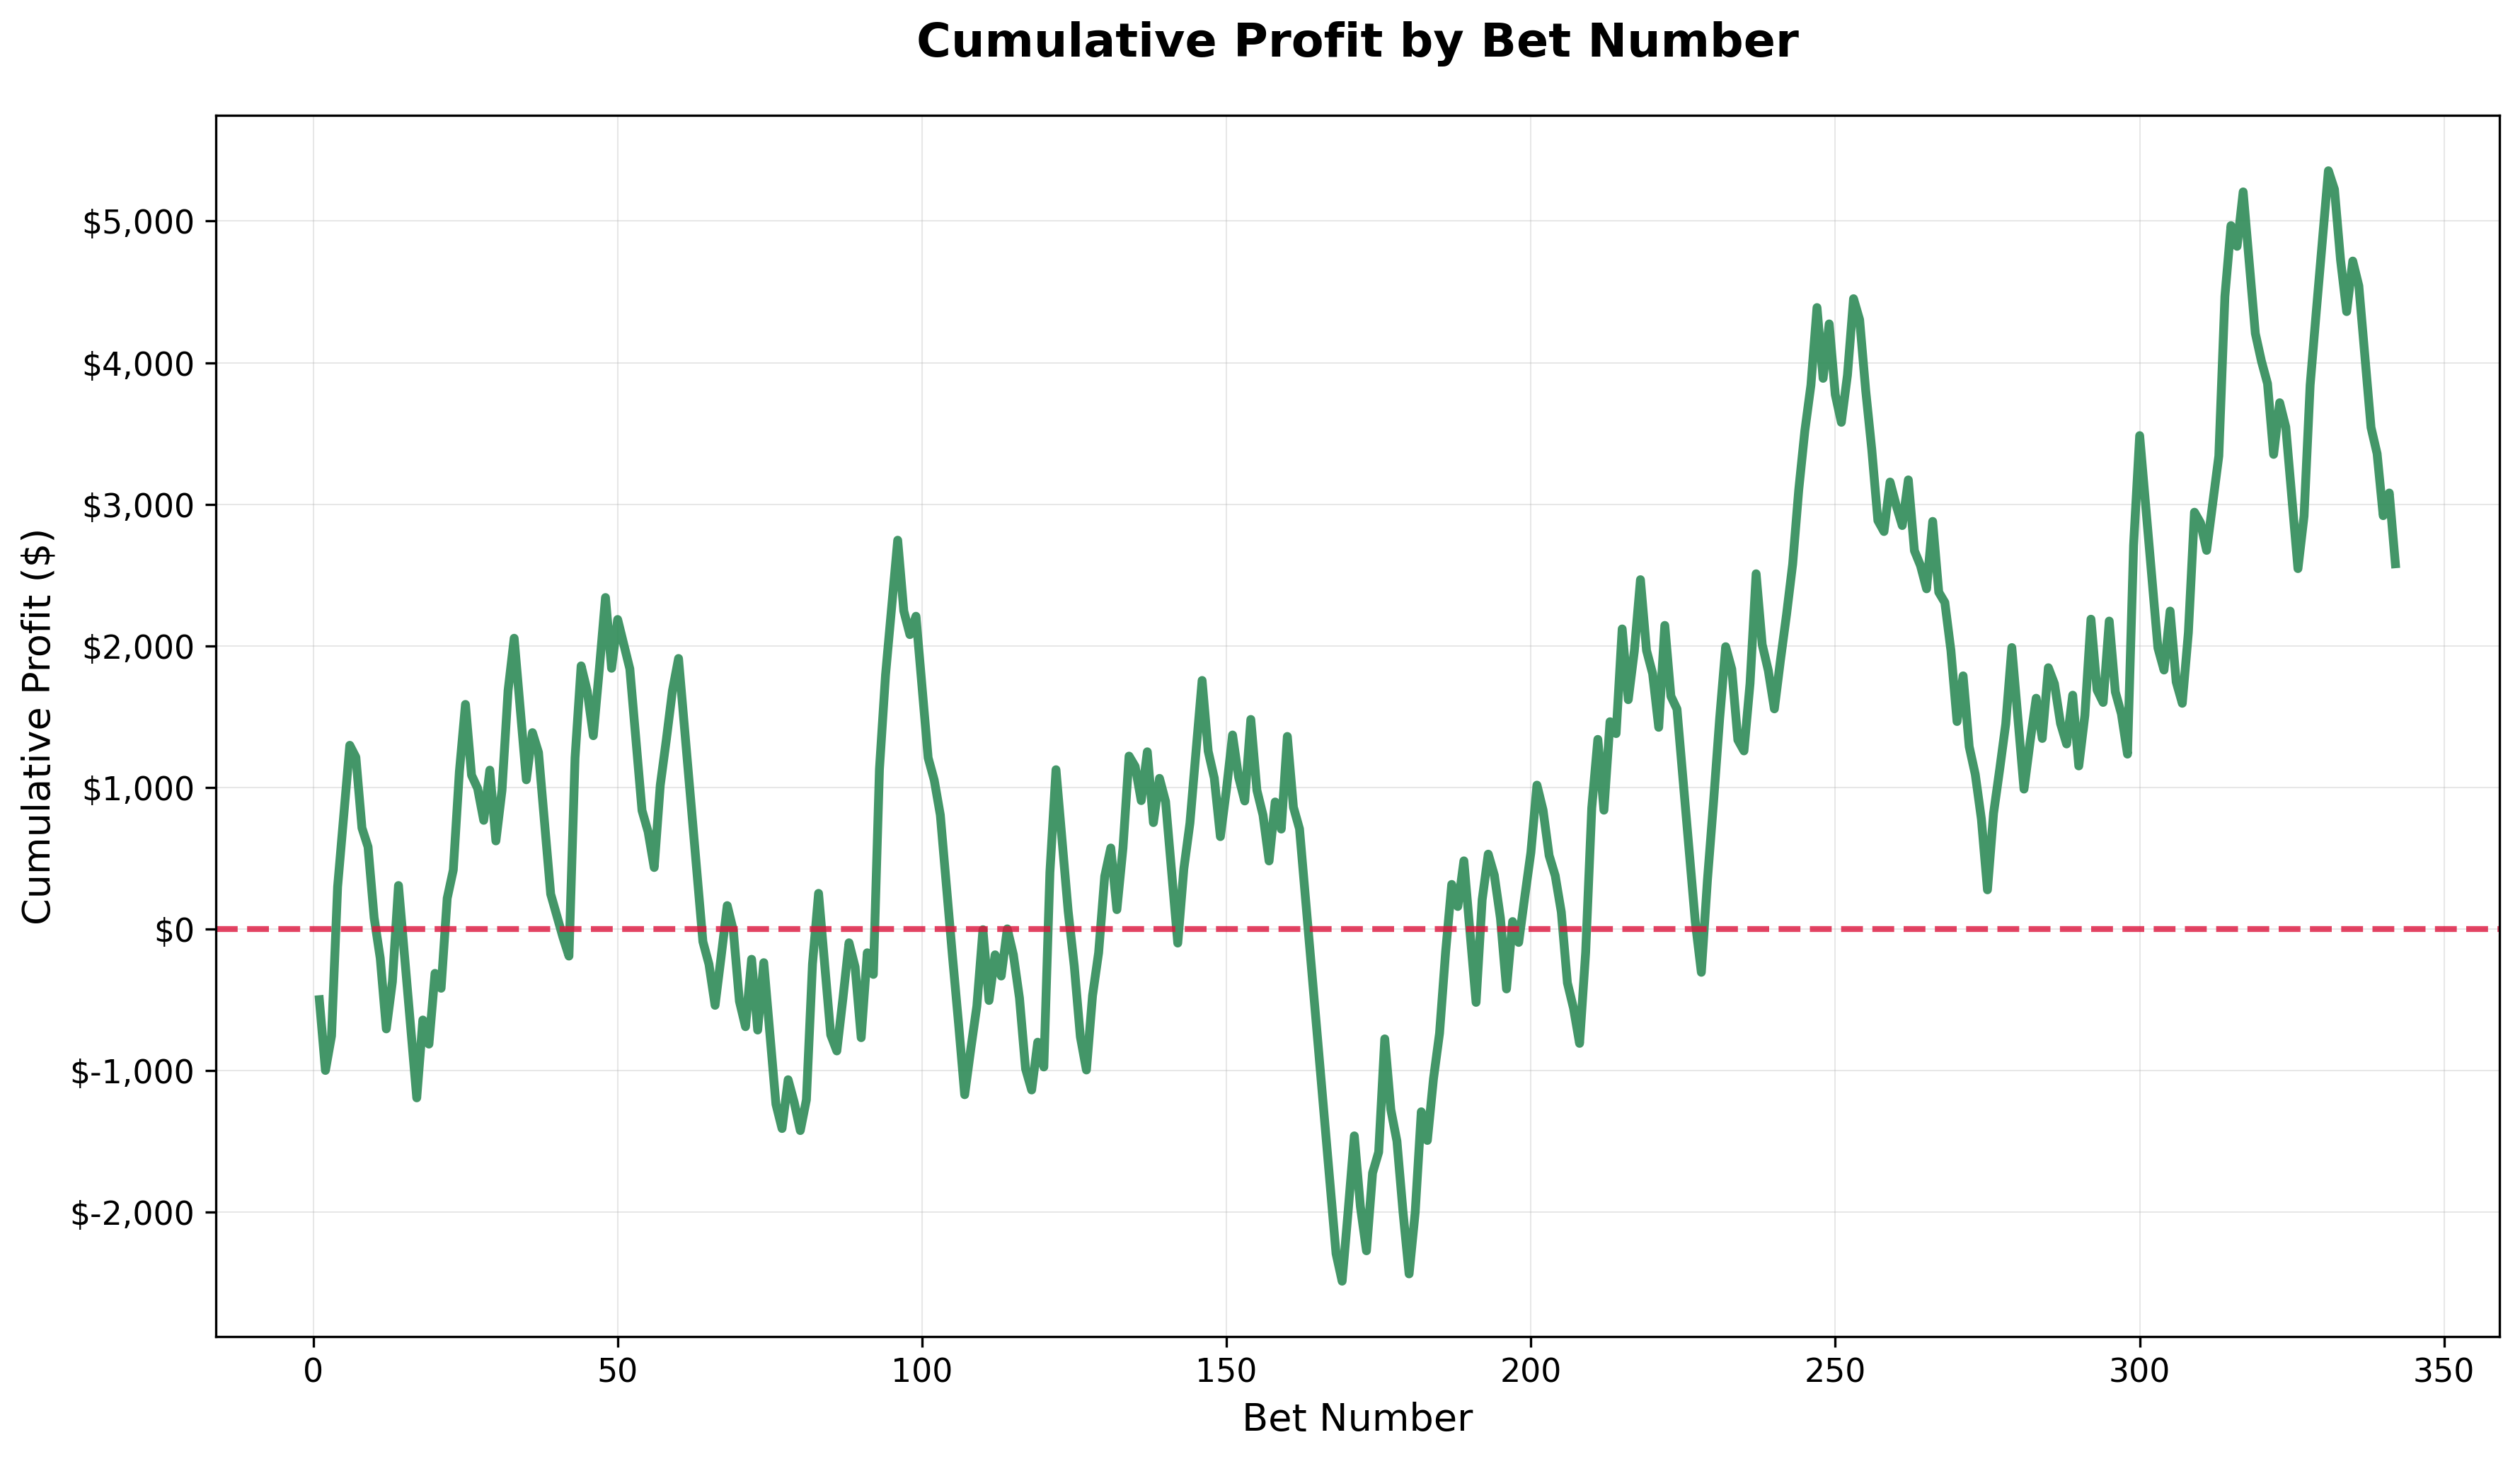 Cumulative Profit by Bet Number
Cumulative Profit ($)
$5,000
$4,000
$3,000
$2,000
$1,000
$0
$-1,000
$-2,000
0 50 100 150 200 250 300 350
Bet Number